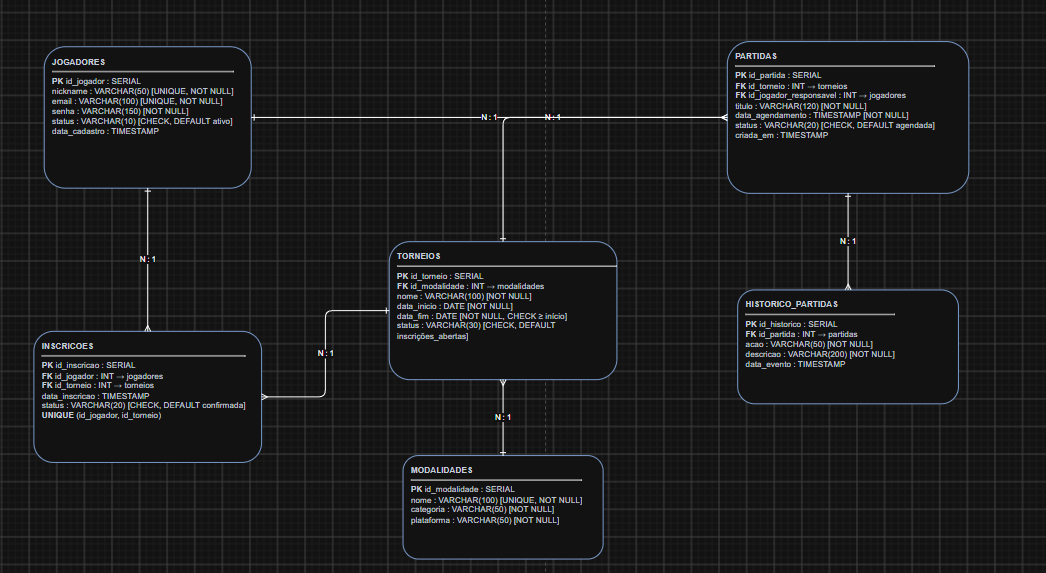 JOGADORES
PK id_jogador : SERIAL
nickname : VARCHAR(50) [UNIQUE, NOT NULL]
email : VARCHAR(100) [UNIQUE, NOT NULL]
senha : VARCHAR(150) [NOT NULL]
status : VARCHAR(10) [CHECK, DEFAULT ativo]
data_cadastro : TIMESTAMP
PARTIDAS
PK id_partida : SERIAL
FK id_torneio : INT → torneios
FK id_jogador_responsavel : INT → jogadores
titulo : VARCHAR(120) [NOT NULL]
data_agendamento : TIMESTAMP [NOT NULL]
status : VARCHAR(20) [CHECK, DEFAULT agendada]
criada_em : TIMESTAMP
N : 1
N : 1
N : 1
N : 1
TORNEIOS
PK id_torneio : SERIAL
FK id_modalidade : INT → modalidades
nome : VARCHAR(100) [NOT NULL]
data_inicio : DATE [NOT NULL]
data_fim : DATE [NOT NULL, CHECK ≥ início]
status : VARCHAR(30) [CHECK, DEFAULT
inscrições_abertas]
HISTORICO_PARTIDAS
PK id_historico : SERIAL
FK id_partida : INT → partidas
acao : VARCHAR(50) [NOT NULL]
descricao : VARCHAR(200) [NOT NULL]
data_evento : TIMESTAMP
INSCRICOES
PK id_inscricao : SERIAL
FK id_jogador : INT → jogadores
FK id_torneio : INT → torneios
data_inscricao : TIMESTAMP
status : VARCHAR(20) [CHECK, DEFAULT confirmada]
UNIQUE (id_jogador, id_torneio)
N : 1
N : 1
MODALIDADES
PK id_modalidade : SERIAL
nome : VARCHAR(100) [UNIQUE, NOT NULL]
categoria : VARCHAR(50) [NOT NULL]
plataforma : VARCHAR(50) [NOT NULL]